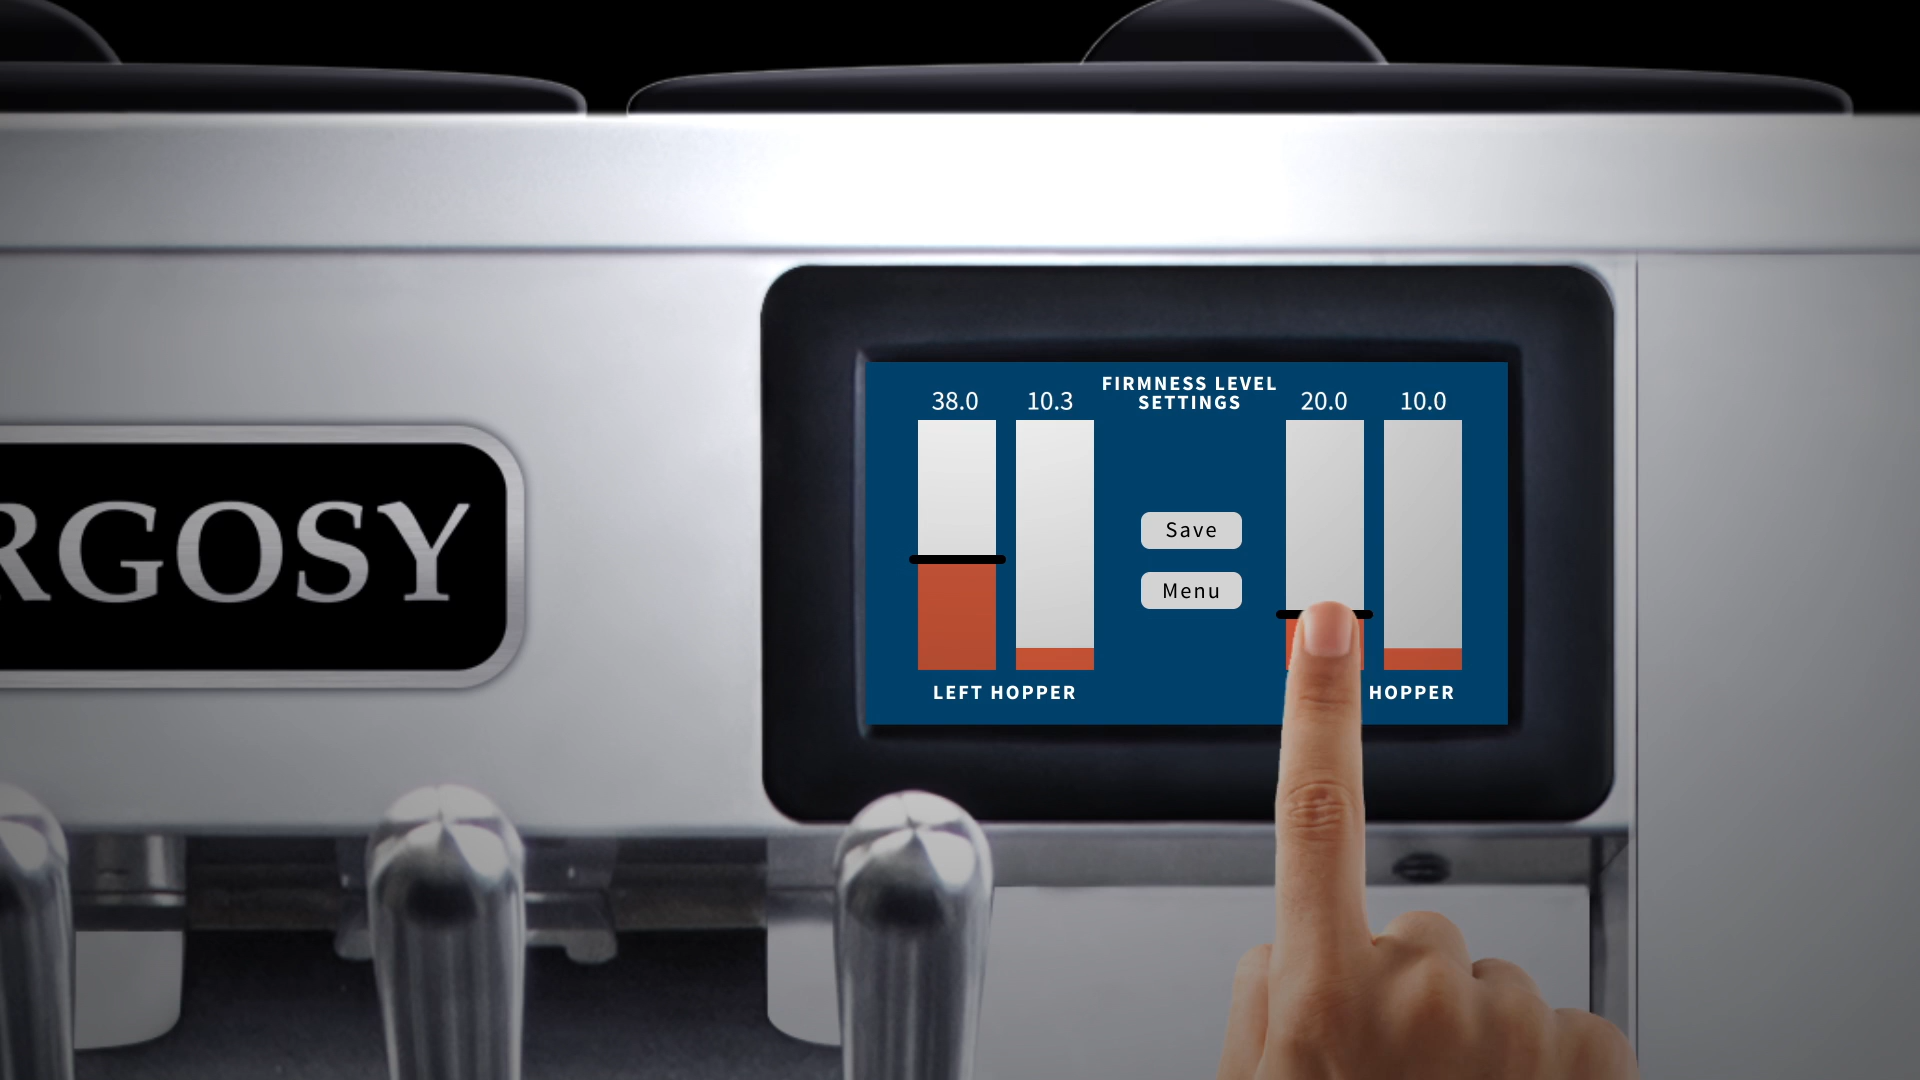 FIRMNESS LEVEL
SETTINGS
38.0
10.3
20.0
10.0
RGOSY
Save
Menu
LEFT HOPPER
HOPPER